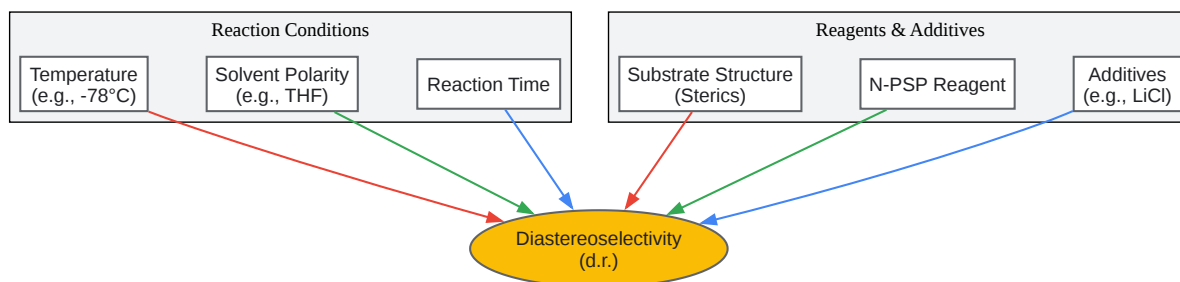 Reaction Conditions
Temperature
(e.g., -78°C)
Solvent Polarity
(e.g., THF)
Reaction Time
Reagents & Additives
Substrate Structure
(Sterics)
N-PSP Reagent
Additives
(e.g., LiCl)
Diastereoselectivity
(d.r.)